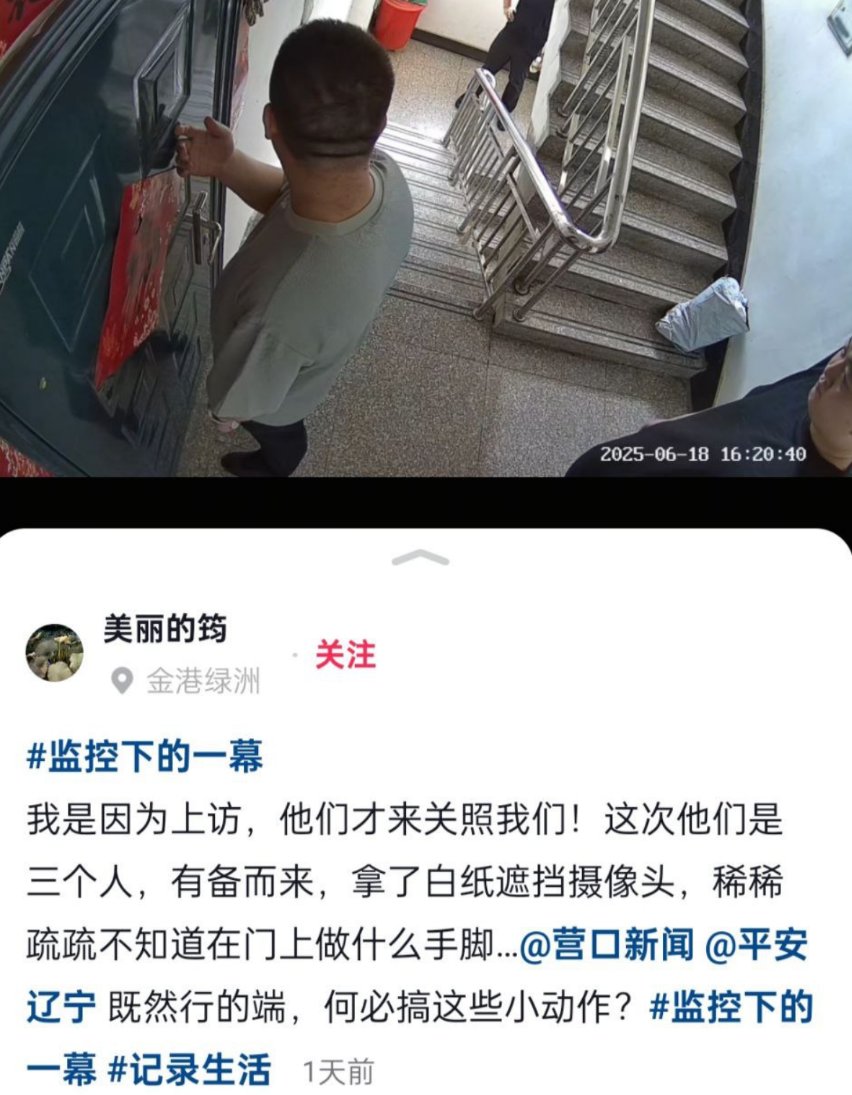 2025-06-18 16:20:40
美丽的筠
金港绿洲
关注
#监控下的一幕
我是因为上访，他们才来关照我们！这次他们是
三个人，有备而来，拿了白纸遮挡摄像头，稀稀
疏疏不知道在门上做什么手脚...@营口新闻 @平安
辽宁 既然行的端，何必搞这些小动作？#监控下的
一幕 #记录生活 1天前